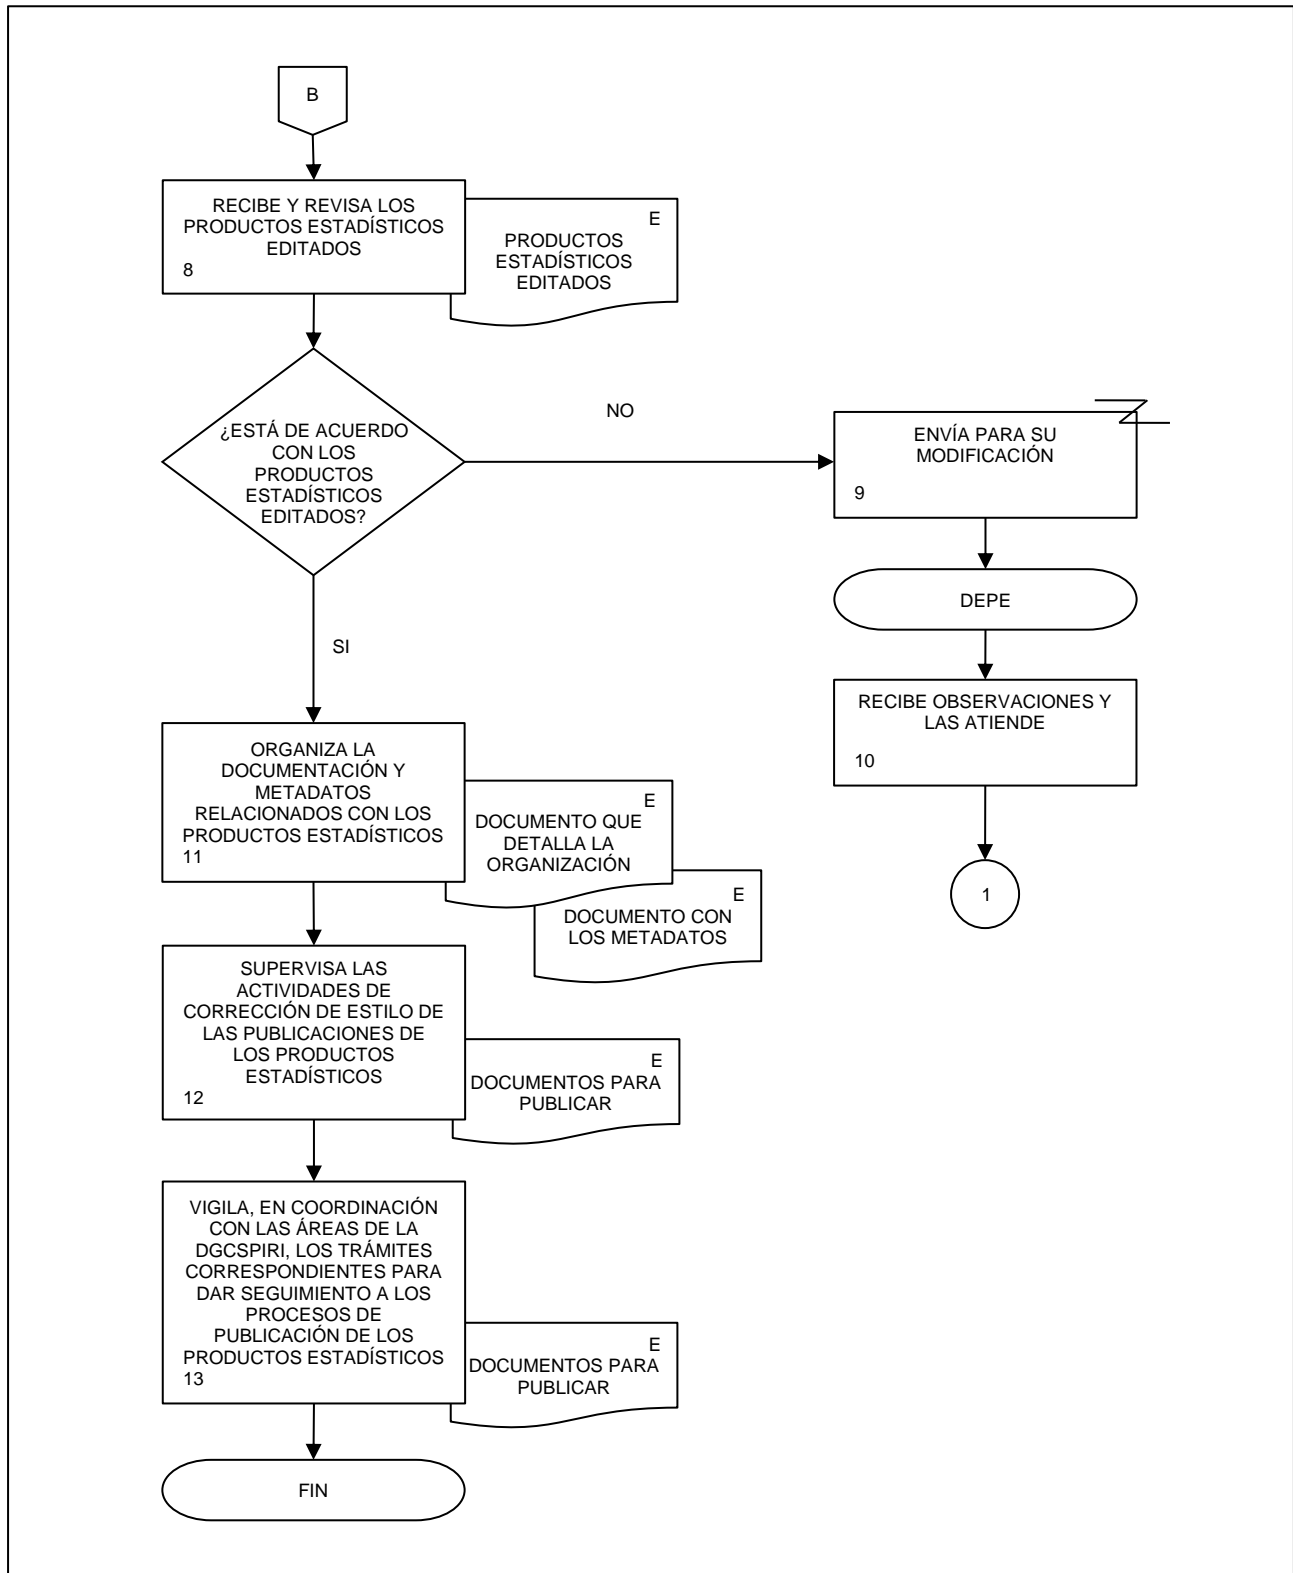 B
RECIBE Y REVISA LOS
PRODUCTOS ESTADÍSTICOS
EDITADOS
8
E
PRODUCTOS
ESTADÍSTICOS
EDITADOS
¿ESTÁ DE ACUERDO
CON LOS
PRODUCTOS
ESTADÍSTICOS
EDITADOS?
NO
ENVÍA PARA SU
MODIFICACIÓN
9
DEPE
RECIBE OBSERVACIONES Y
LAS ATIENDE
10
1
SI
ORGANIZA LA
DOCUMENTACIÓN Y
METADATOS
RELACIONADOS CON LOS
PRODUCTOS ESTADÍSTICOS
11
E
DOCUMENTO QUE
DETALLA LA
ORGANIZACIÓN
E
DOCUMENTO CON
LOS METADATOS
SUPERVISA LAS
ACTIVIDADES DE
CORRECCIÓN DE ESTILO DE
LAS PUBLICACIONES DE
LOS PRODUCTOS
ESTADÍSTICOS
12
E
DOCUMENTOS PARA
PUBLICAR
VIGILA, EN COORDINACIÓN
CON LAS ÁREAS DE LA
DGCSPIRI, LOS TRÁMITES
CORRESPONDIENTES PARA
DAR SEGUIMIENTO A LOS
PROCESOS DE
PUBLICACIÓN DE LOS
PRODUCTOS ESTADÍSTICOS
13
E
DOCUMENTOS PARA
PUBLICAR
FIN